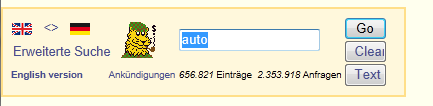 <> auto Go
Erweiterte Suche Clear
English version Ankündigungen 656.821 Einträge 2.353.918 Anfragen Text